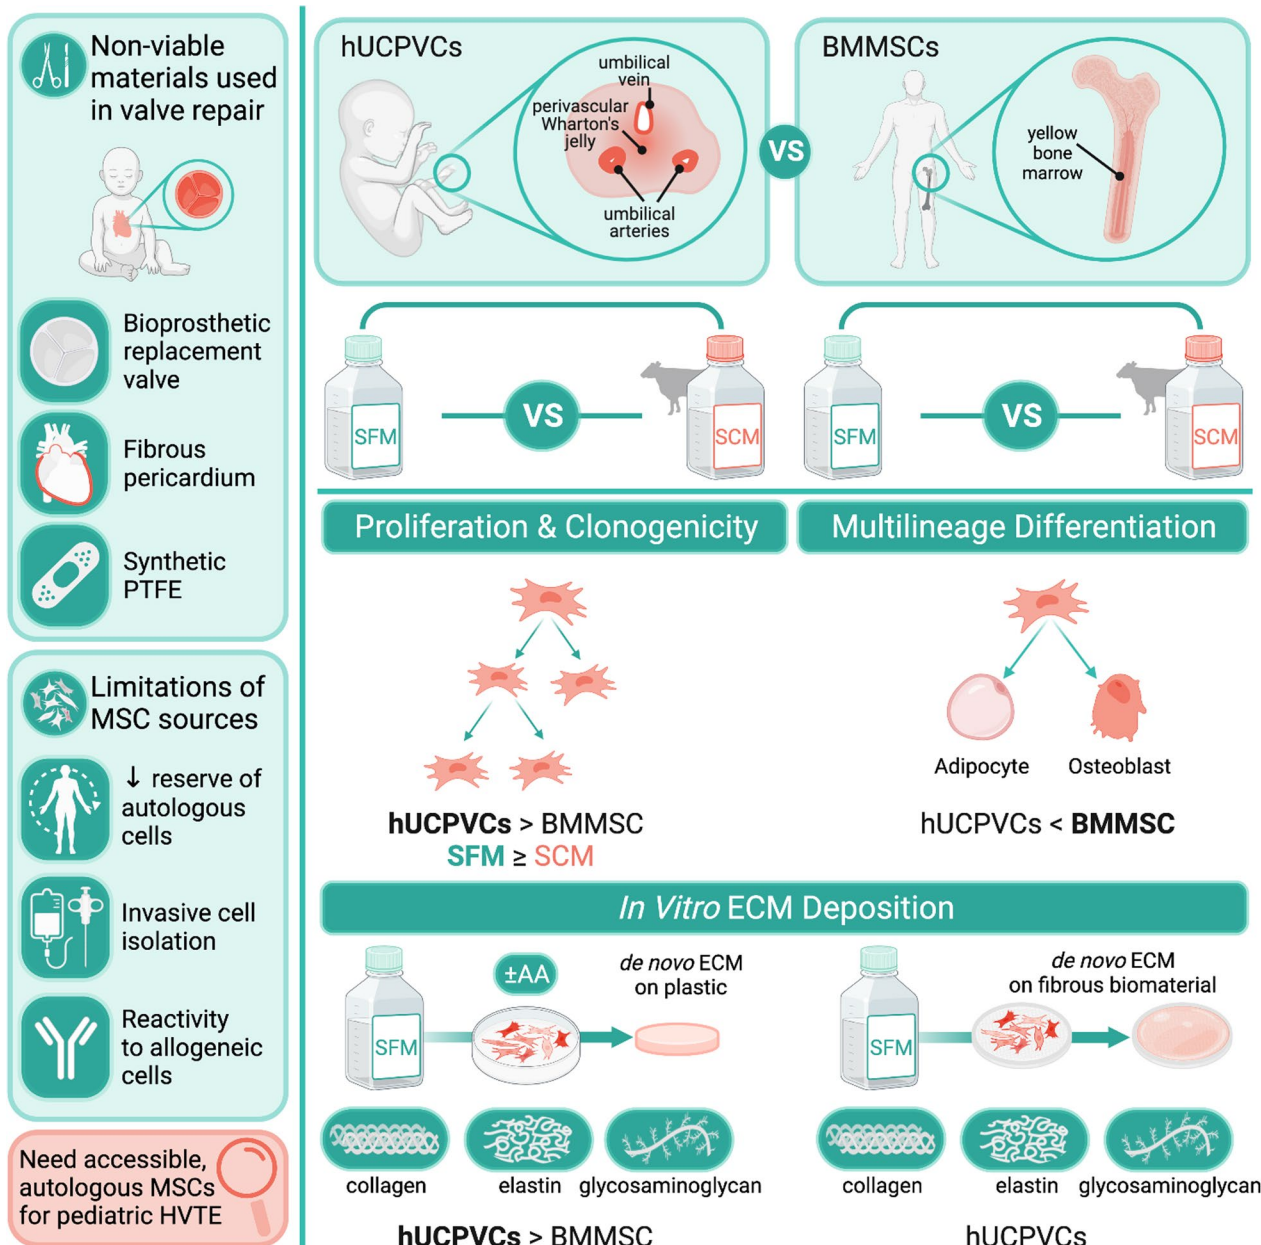 Non-viable
materials used
in valve repair
Bioprosthetic
replacement
valve
Fibrous
pericardium
Synthetic
PTFE
Limitations of
MSC sources
↓ reserve of
autologous
cells
Invasive cell
isolation
Reactivity
to allogeneic
cells
Need accessible,
autologous MSCs
for pediatric HVTE
hUCPVCs
umbilical
vein
perivascular
Wharton's
jelly
umbilical
arteries
VS
BMMSCs
yellow
bone
marrow
SFM
VS
SCM
SFM
VS
SCM
Proliferation & Clonogenicity
hUCPVCs > BMMSC
SFM ≥ SCM
Multilineage Differentiation
Adipocyte
Osteoblast
hUCPVCs < BMMSC
In Vitro ECM Deposition
SFM
±AA
de novo ECM
on plastic
collagen
elastin
glycosaminoglycan
hUCPVCs > BMMSC
SFM
de novo ECM
on fibrous biomaterial
collagen
elastin
glycosaminoglycan
hUCPVCs